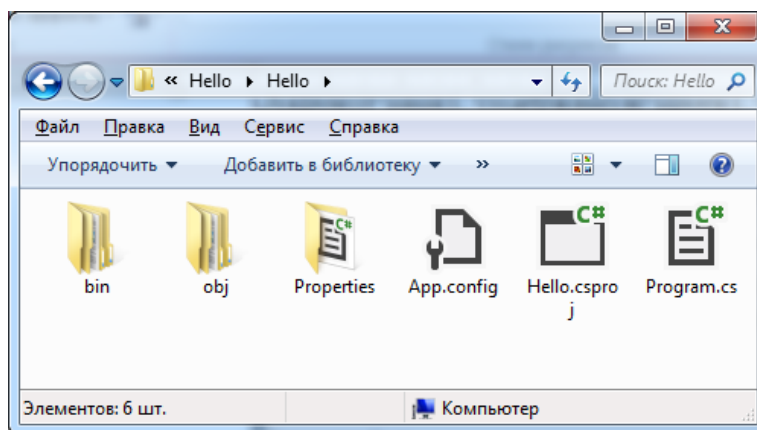 « Hello Hello
Поиск: Hello
Файл Правка Вид Сервис Справка
Упорядочить Добавить в библиотеку »
C# C# C#
bin obj Properties App.config Hello.cspro Program.cs
j
Элементов: 6 шт. Компьютер